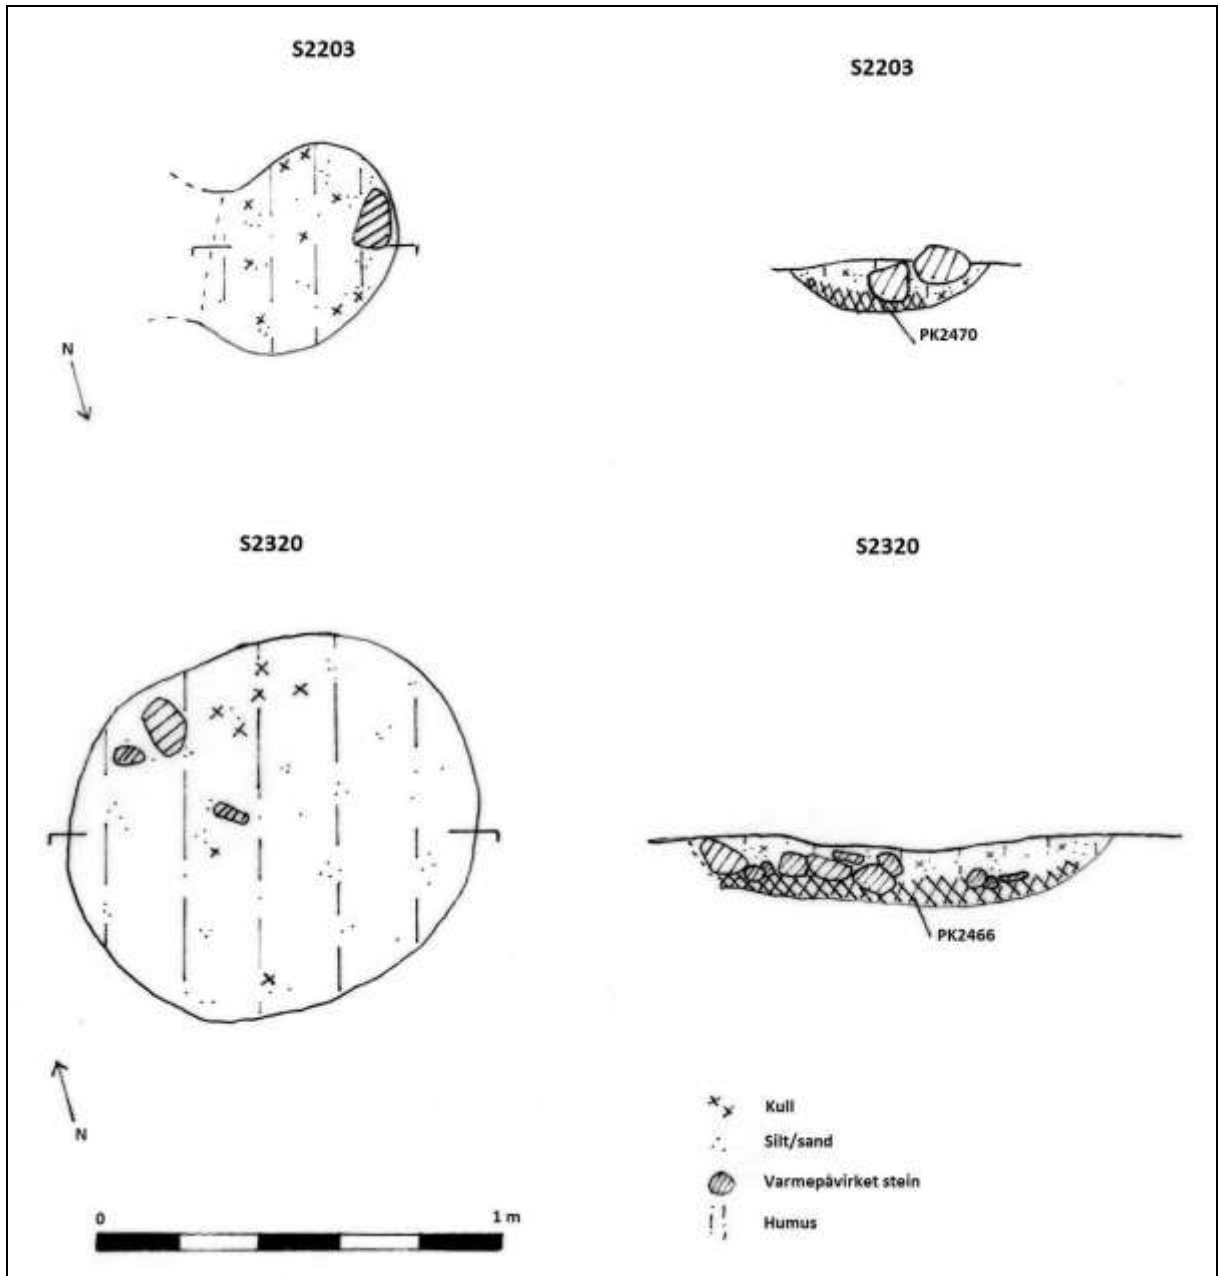 S2203
S2203
PK2470
N
S2320
S2320
PK2466
N
Kull
Silt/sand
Varmepåvirket stein
Humus
0 1 m